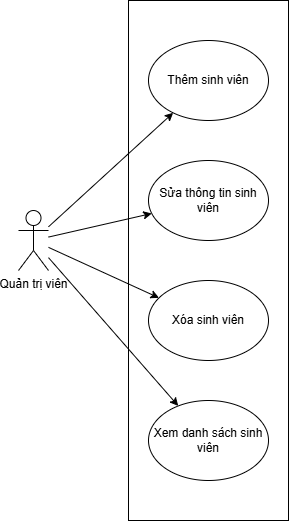 Thêm sinh viên
Sửa thông tin sinh
viên
Quản trị viên
Xóa sinh viên
Xem danh sách sinh
viên